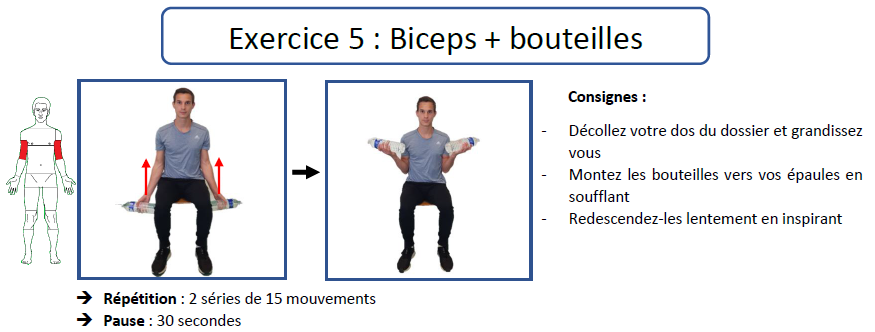 Exercice 5 : Biceps + bouteilles
Consignes :
- Décollez votre dos du dossier et grandissez
vous
- Montez les bouteilles vers vos épaules en
soufflant
- Redescendez-les lentement en inspirant
➔ Répétition : 2 séries de 15 mouvements
➔ Pause : 30 secondes